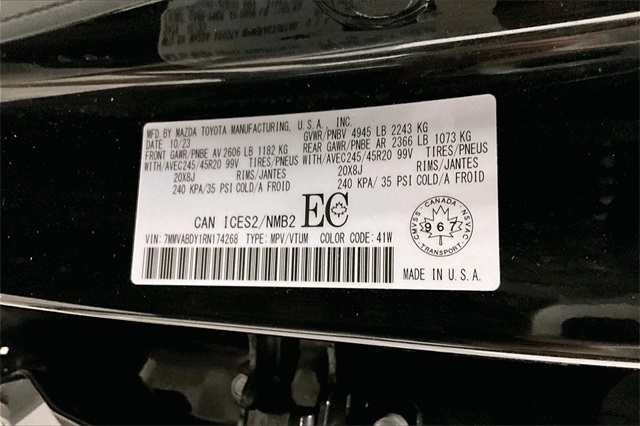 MFD. BY MAZDA TOYOTA MANUFACTURING, U.S.A., INC.
DATE 10/23 GVWR/PNBV 4945 LB 2243 KG
FRONT GAWR/PNBE AV 2606 LB 1182 KG REAR GAWR/PNBE AR 2366 LB 1073 KG
WITH/AVEC245/45R20 99V TIRES/PNEUS WITH/AVEC245/45R20 99V TIRES/PNEUS
20X8J RIMS/JANTES 20X8J RIMS/JANTES
240 KPA/ 35 PSI COLD/A FROID 240 KPA/ 35 PSI COLD/A FROID
CAN ICES2/NMB2 EC
CANADA
CMVSS NSVAC
967
TRANSPORT
VIN: 7MMVABDY1RN174268 TYPE: MPV/VTUM COLOR CODE: 41W
MADE IN U.S.A.